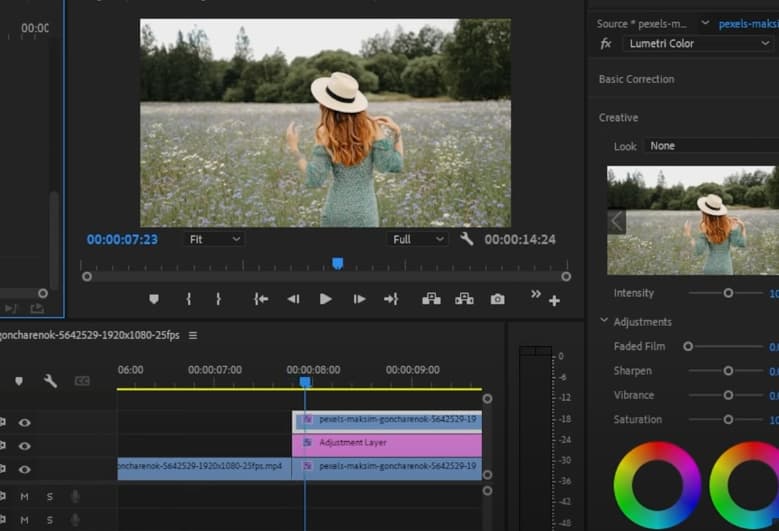 00:00
Source * pexels-m...
pexels-maksi
fx
Lumetri Color
Basic Correction
Creative
Look
None
00:00:07:23
Fit
Full
00:00:14:24
Intensity
10
Adjustments
Faded Film
0.
Sharpen
0.
Vibrance
0.
Saturation
10
goncharenok-5642529-1920x1080-25fps
06:00
00:00:07:00
00:00:08:00
00:00:09:00
pexels-maksim-goncharenok-5642529-19
Adjustment Layer
oncharenok-5642529-1920x1080-25fps.mp4
pexels-maksim-goncharenok-5642529-19
M S
M S
0
-6
-12
-18
-24
-30
-36
-42
-48